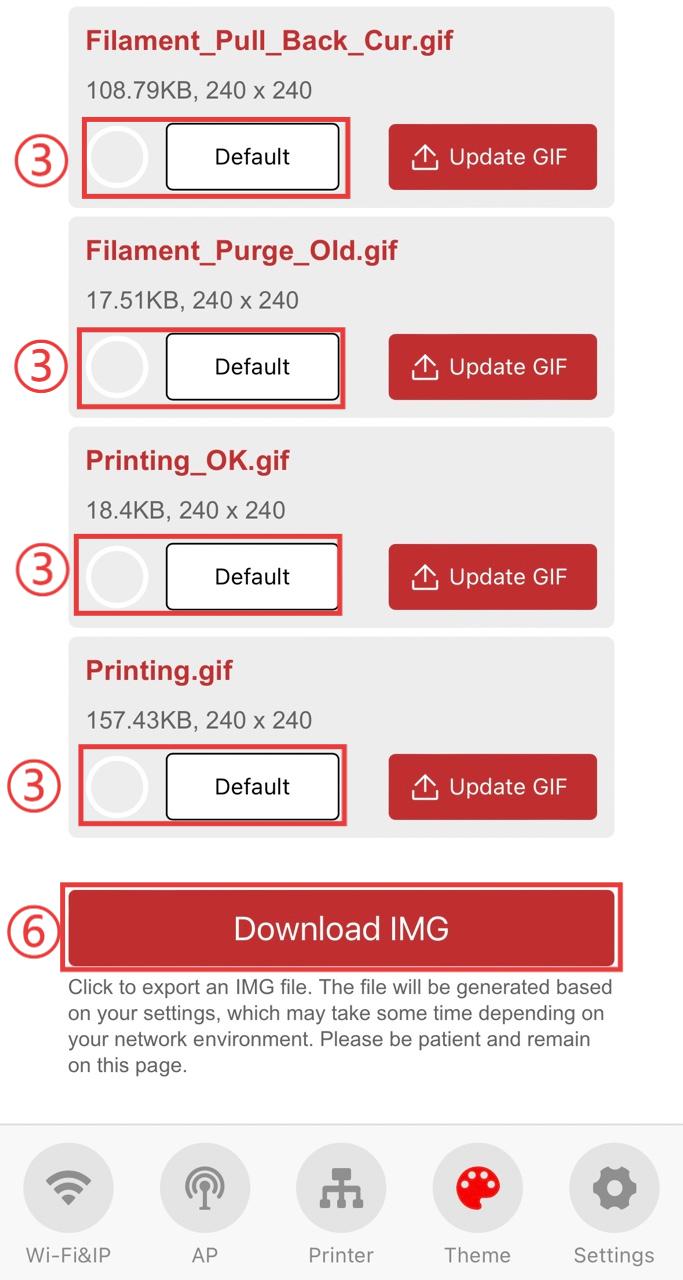 Filament_Pull_Back_Cur.gif
108.79KB, 240 x 240
③ Default Update GIF
Filament_Purge_Old.gif
17.51KB, 240 x 240
③ Default Update GIF
Printing_OK.gif
18.4KB, 240 x 240
③ Default Update GIF
Printing.gif
157.43KB, 240 x 240
③ Default Update GIF
⑥ Download IMG
Click to export an IMG file. The file will be generated based
on your settings, which may take some time depending on
your network environment. Please be patient and remain
on this page.
Wi-Fi&IP AP Printer Theme Settings